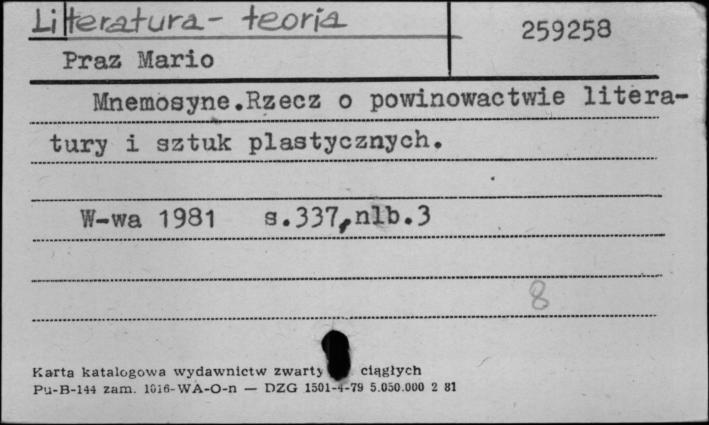 Literatura - teoria
259258
Praz Mario
Mnemosyne.Rzecz o powinowactwie litera-
tury i sztuk plastycznych.
W-wa 1981 s.337,nlb.3
8
Karta katalogowa wydawnictw zwarty ciągłych
Pu-B-144 zam. 1016-WA-O-n — DZG 1501-4-79 5.050.000 2 81